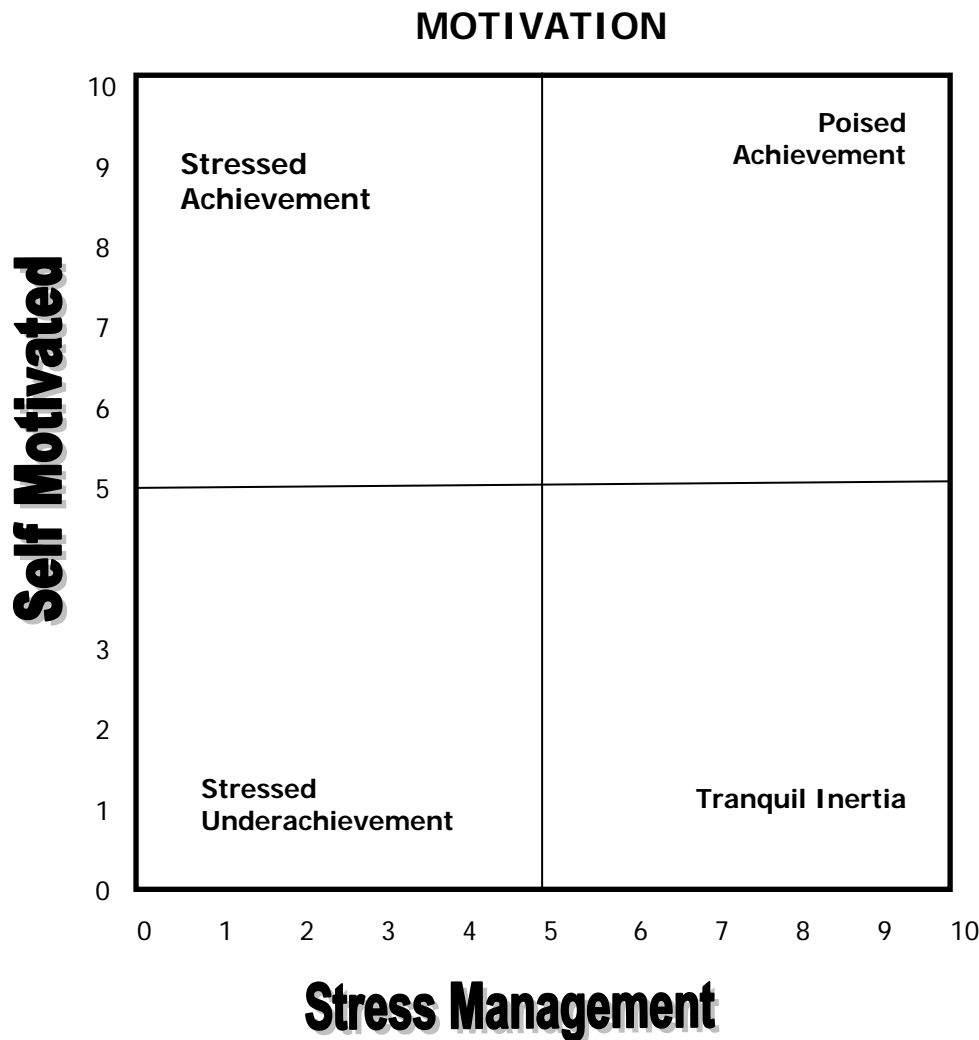 MOTIVATION
10
Poised
Achievement
9
Stressed
Achievement
8
7
6
5
Self Motivated
3
2
Stressed
Underachievement
1
Tranquil Inertia
0
0 1 2 3 4 5 6 7 8 9 10
Stress Management